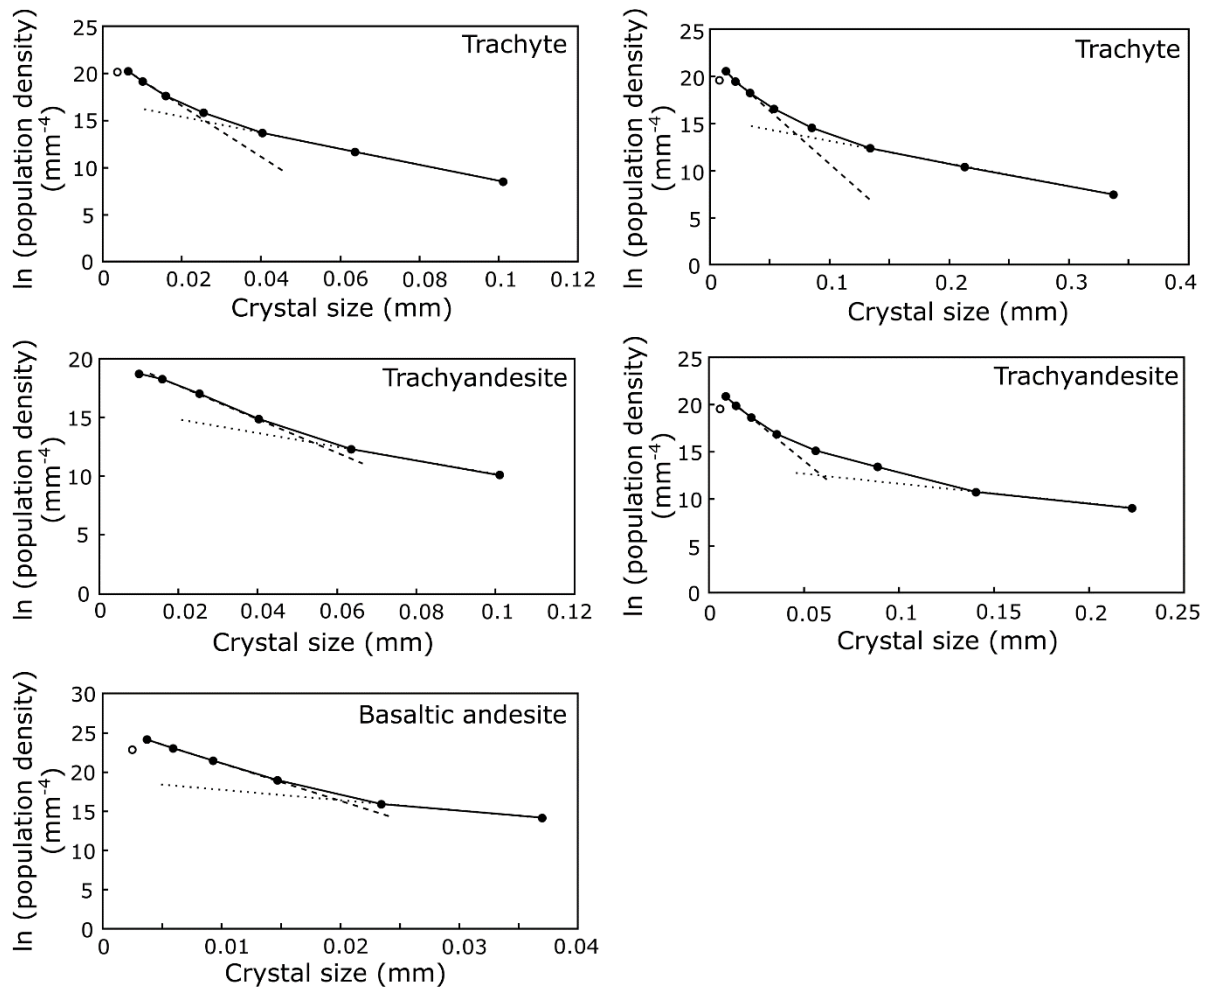 Trachyte
ln (population density)
(mm-4)
25
20
15
10
5
0
0 0.02 0.04 0.06 0.08 0.10 0.12
Crystal size (mm)
Trachyte
ln (population density)
(mm-4)
25
20
15
10
5
0
0 0.1 0.2 0.3 0.4
Crystal size (mm)
Trachyandesite
ln (population density)
(mm-4)
20
15
10
5
0
0 0.02 0.04 0.06 0.08 0.1 0.12
Crystal size (mm)
Trachyandesite
ln (population density)
(mm-4)
25
20
15
10
5
0
0 0.05 0.1 0.15 0.2 0.25
Crystal size (mm)
Basaltic andesite
ln (population density)
(mm-4)
30
25
20
15
10
5
0
0 0.01 0.02 0.03 0.04
Crystal size (mm)